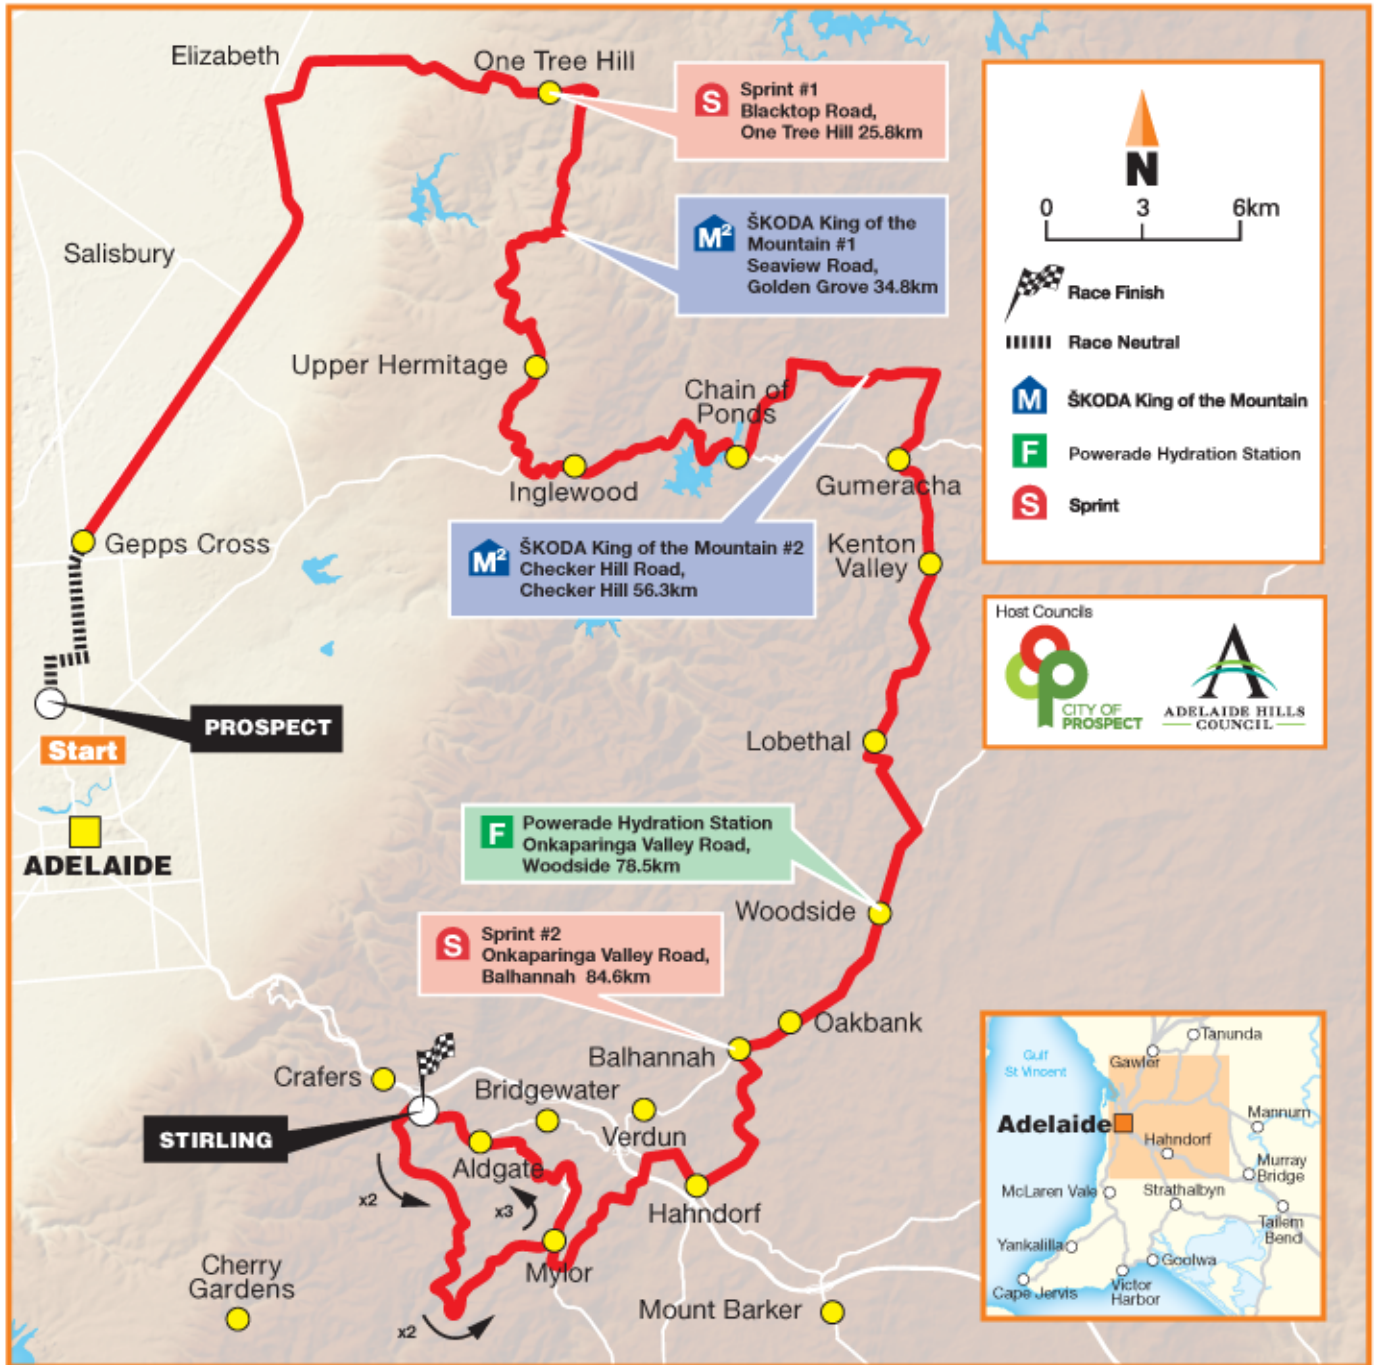 Elizabeth
One Tree Hill
S
Sprint #1
Blacktop Road,
One Tree Hill 25.8km
Salisbury
M²
ŠKODA King of the
Mountain #1
Seaview Road,
Golden Grove 34.8km
N
0 3 6km
Race Finish
Race Neutral
M
ŠKODA King of the Mountain
F
Powerade Hydration Station
S
Sprint
Upper Hermitage
Chain of
Ponds
Inglewood
Gumeracha
Gepps Cross
M²
ŠKODA King of the Mountain #2
Checker Hill Road,
Checker Hill 56.3km
Kenton
Valley
Host Councils
CITY OF
PROSPECT
ADELAIDE HILLS
COUNCIL
PROSPECT
Start
Lobethal
ADELAIDE
F
Powerade Hydration Station
Onkaparinga Valley Road,
Woodside 78.5km
Woodside
S
Sprint #2
Onkaparinga Valley Road,
Balhannah 84.6km
Oakbank
Balhannah
Crafers
Bridgewater
STIRLING
Verdun
Aldgate
x2
x3
Hahndorf
Mylor
Cherry
Gardens
Mount Barker
x2
Gulf
St Vincent
Tanunda
Gawler
Adelaide
Mannum
Hahndorf
Murray
Bridge
McLaren Vale
Strathalbyn
Tailem
Bend
Yankalilla
Goolwa
Cape Jervis
Victor
Harbor